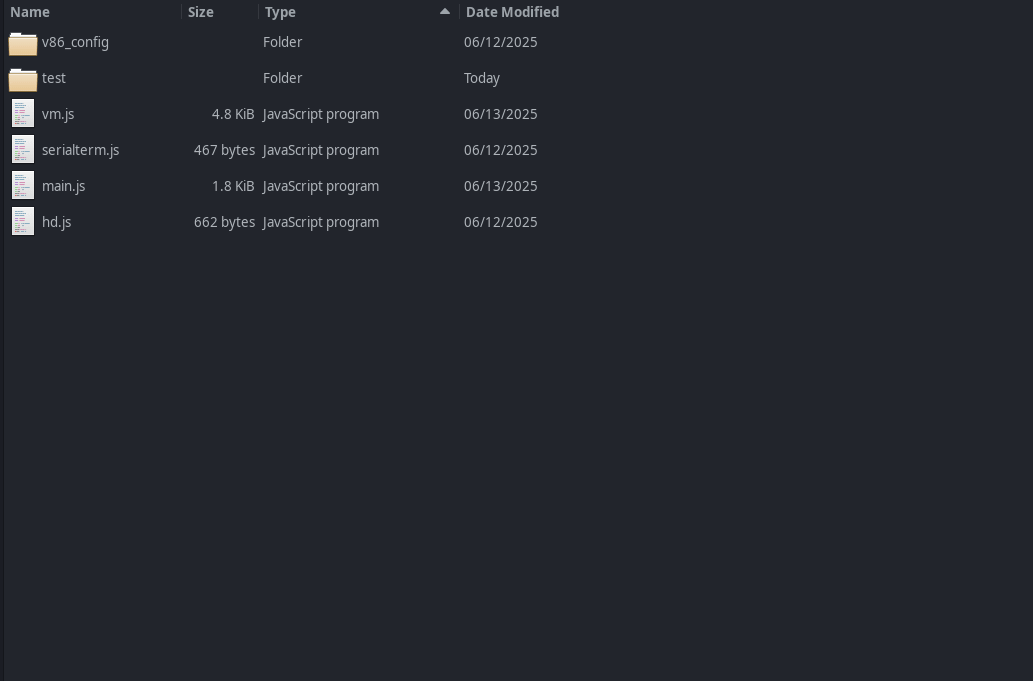 Name Size Type Date Modified
v86_config Folder 06/12/2025
test Folder Today
vm.js 4.8 KiB JavaScript program 06/13/2025
serialterm.js 467 bytes JavaScript program 06/12/2025
main.js 1.8 KiB JavaScript program 06/13/2025
hd.js 662 bytes JavaScript program 06/12/2025